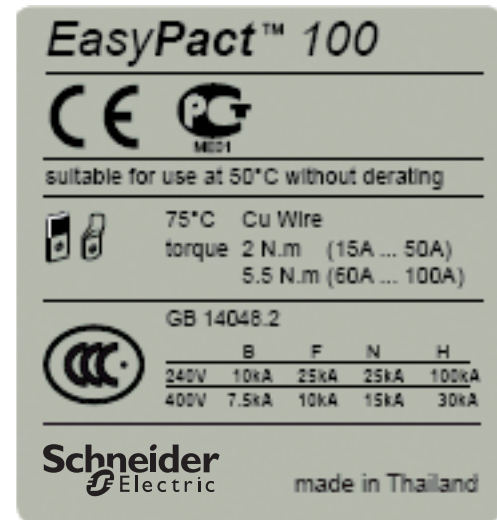 EasyPact™ 100
CE PCT
ME01
suitable for use at 50°C without derating
75°C Cu Wire
torque 2 N.m (15A ... 50A)
5.5 N.m (60A ... 100A)
GB 14048.2
CCC
B F N H
240V 10kA 25kA 25kA 100kA
400V 7.5kA 10kA 15kA 30kA
Schneider
Electric
made in Thailand